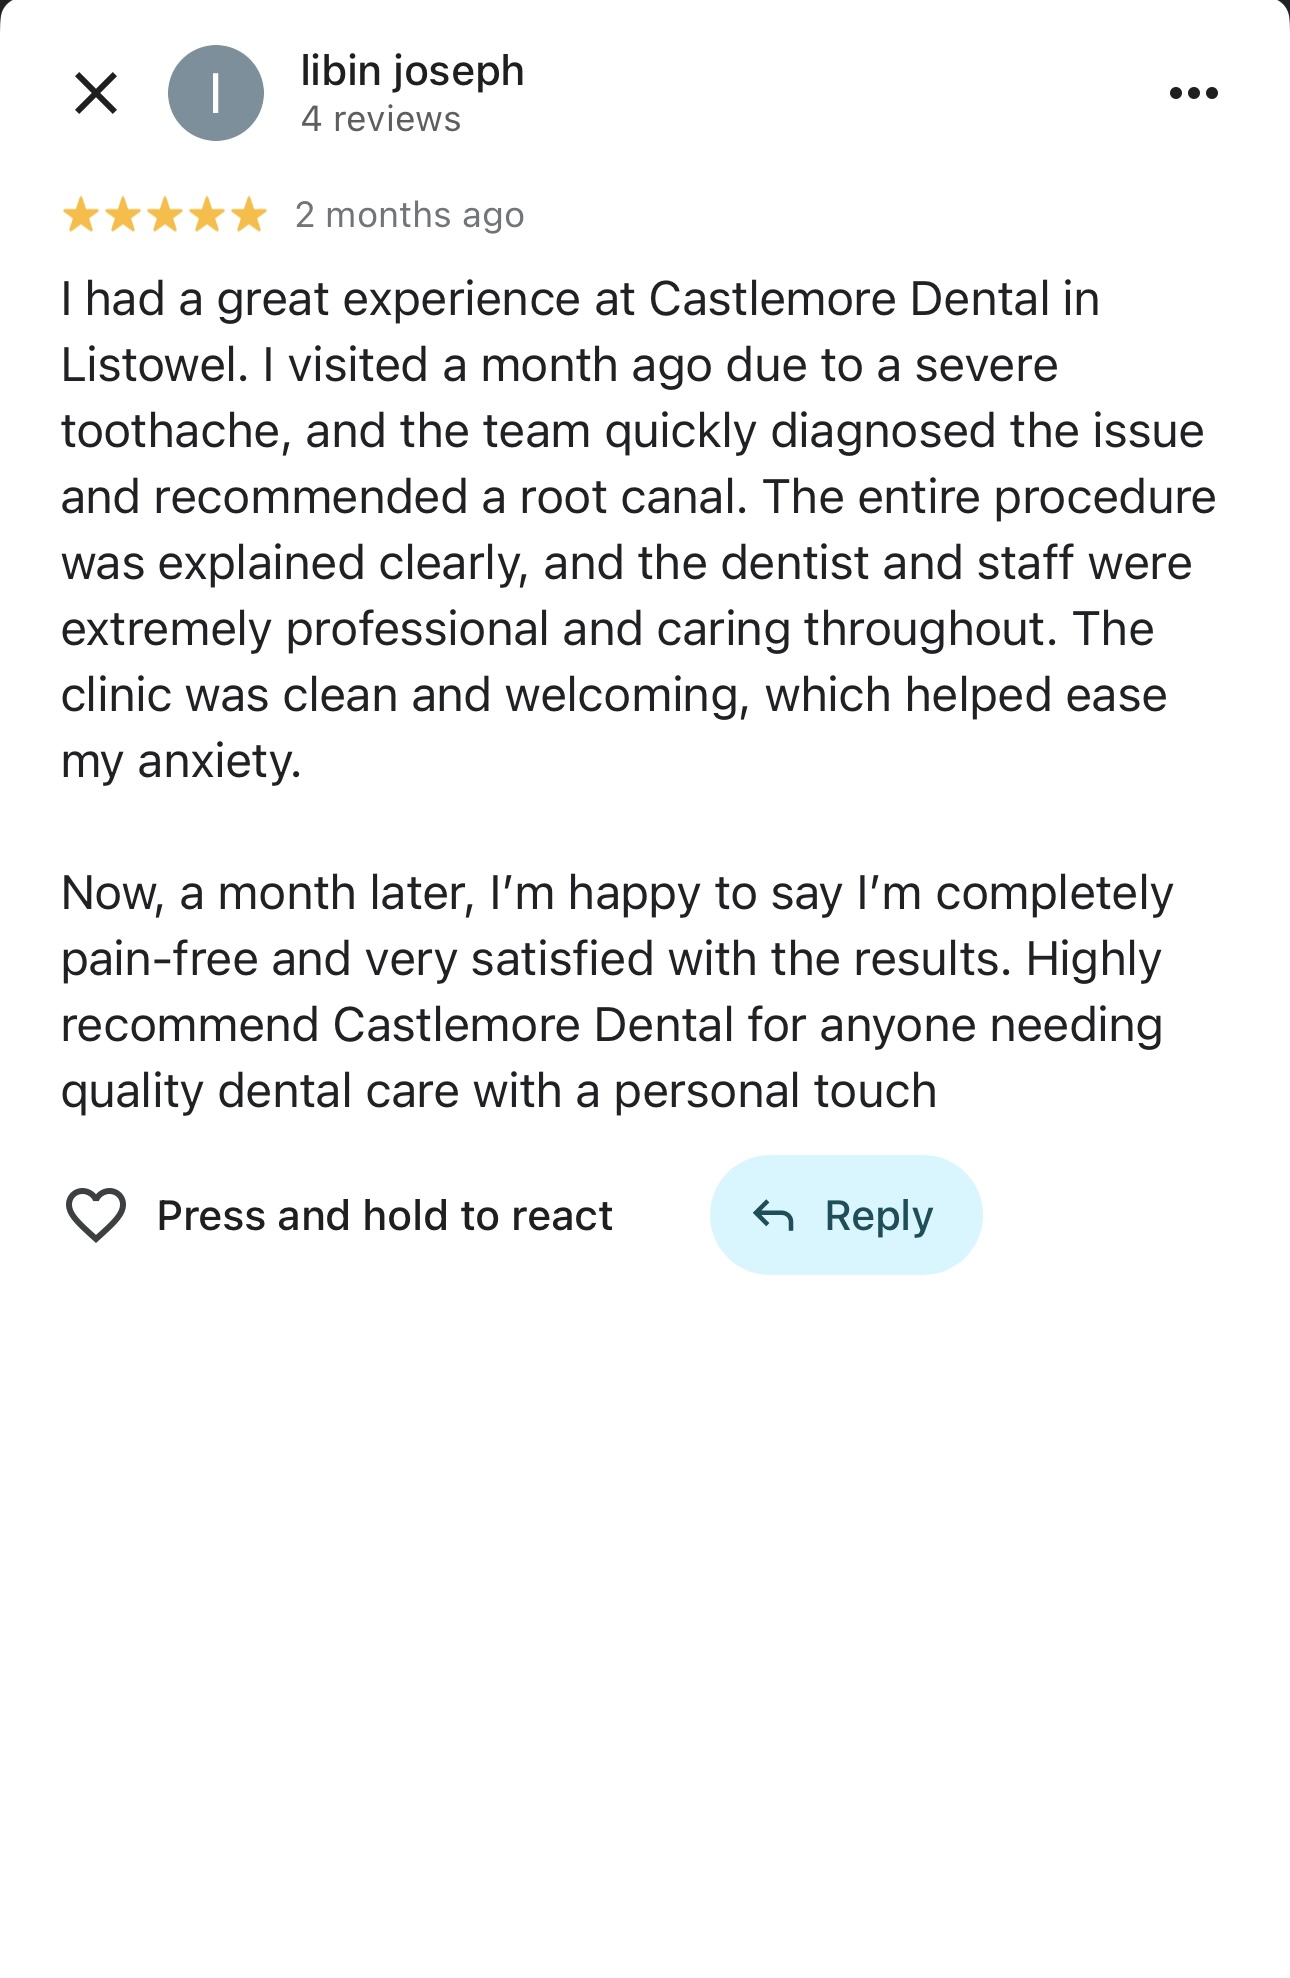 libin joseph
4 reviews
l
2 months ago
I had a great experience at Castlemore Dental in
Listowel. I visited a month ago due to a severe
toothache, and the team quickly diagnosed the issue
and recommended a root canal. The entire procedure
was explained clearly, and the dentist and staff were
extremely professional and caring throughout. The
clinic was clean and welcoming, which helped ease
my anxiety.
Now, a month later, I’m happy to say I’m completely
pain-free and very satisfied with the results. Highly
recommend Castlemore Dental for anyone needing
quality dental care with a personal touch
Press and hold to react
Reply